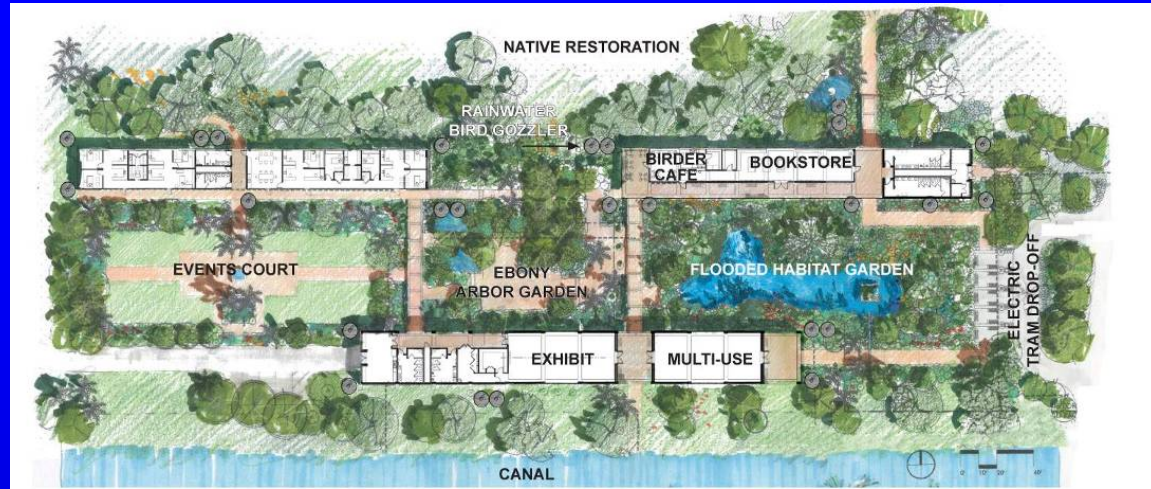 NATIVE RESTORATION
RAINWATER
BIRD GOZZLER
BIRDER
CAFE
BOOKSTORE
EVENTS COURT
EBONY
ARBOR GARDEN
FLOODED HABITAT GARDEN
ELECTRIC
TRAM DROP-OFF
EXHIBIT
MULTI-USE
CANAL